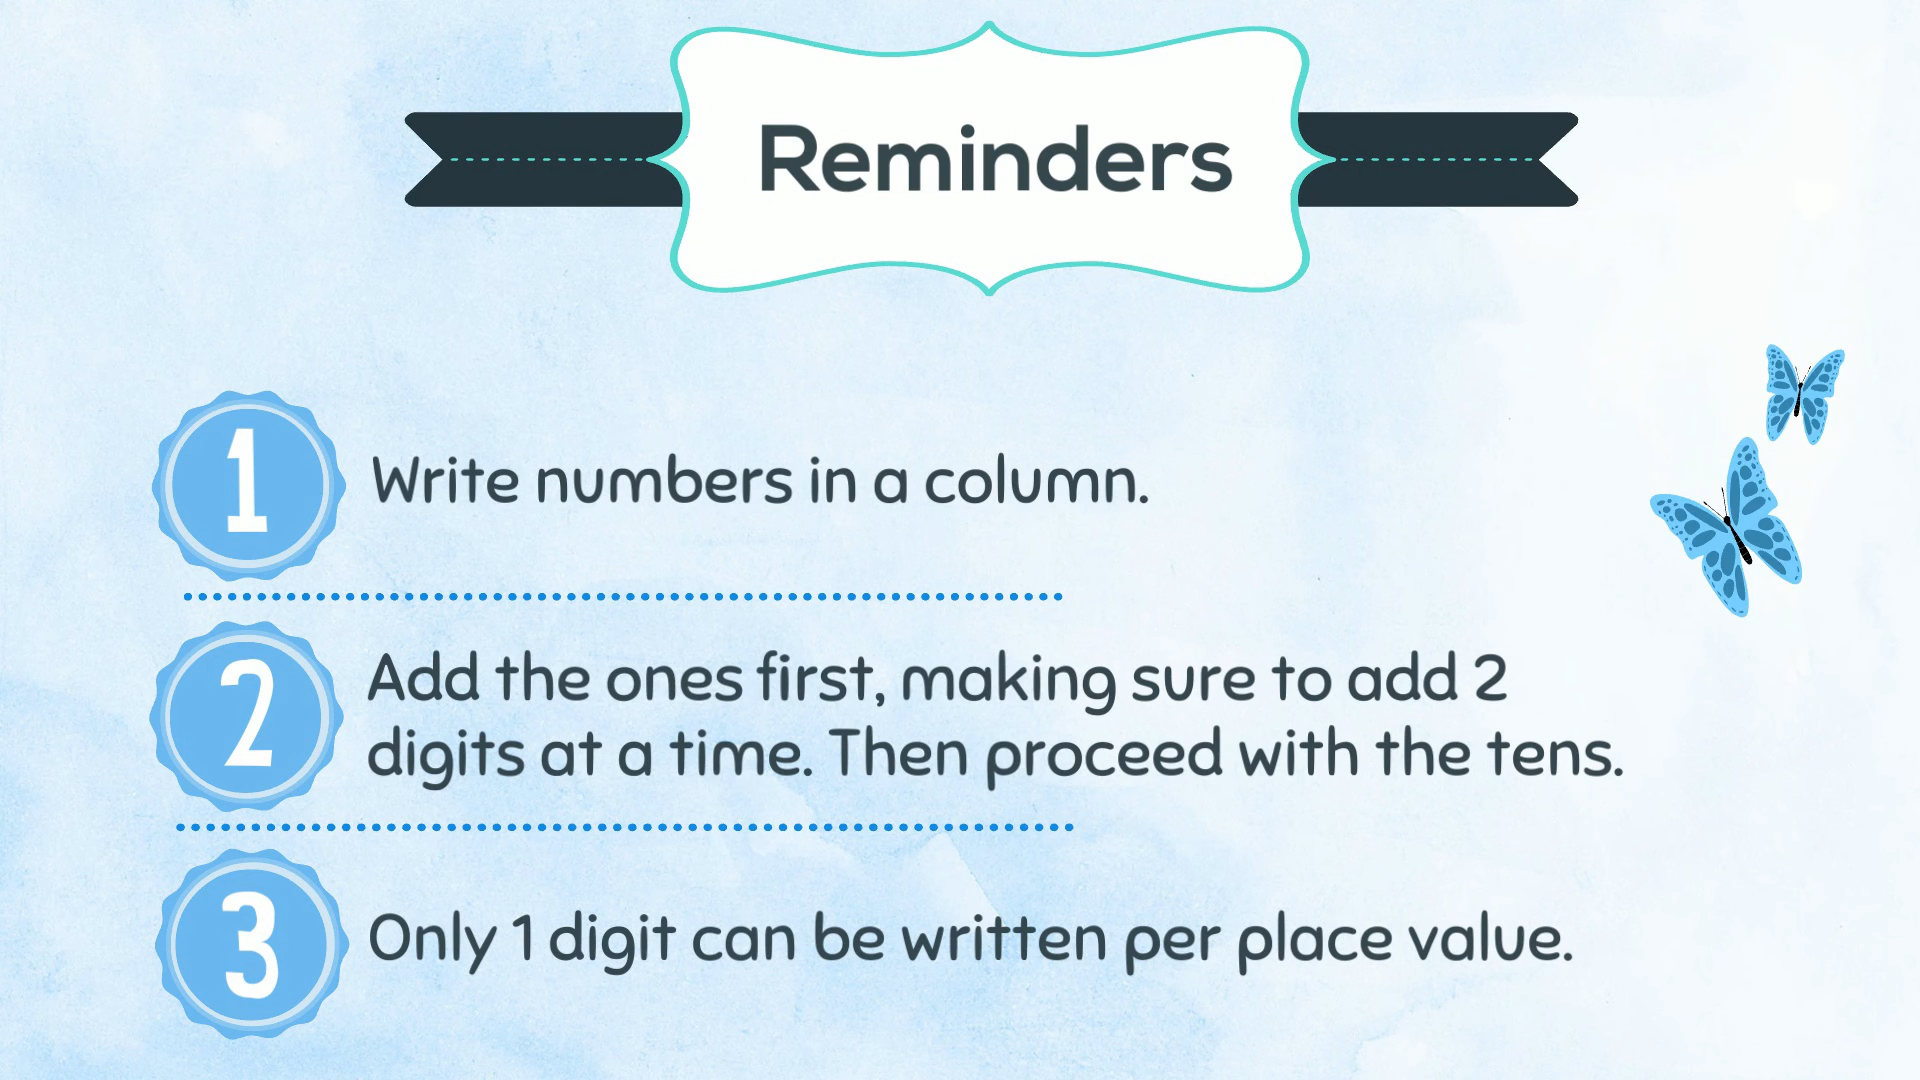 Reminders
1
Write numbers in a column.
2
Add the ones first, making sure to add 2
digits at a time. Then proceed with the tens.
3
Only 1 digit can be written per place value.